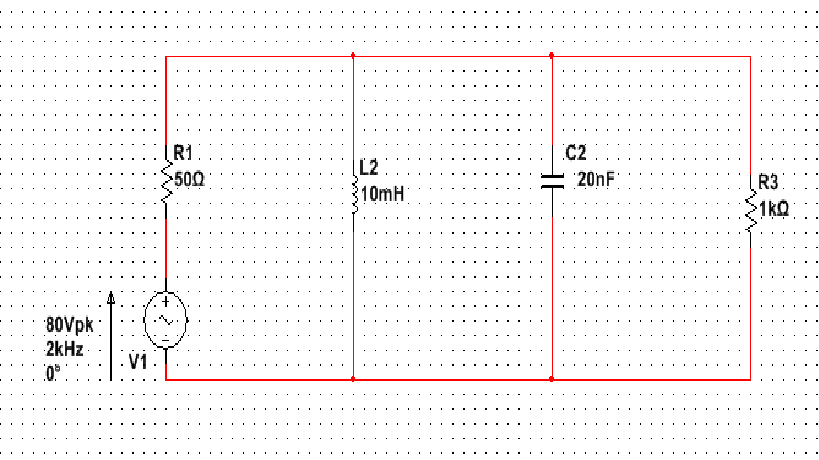 R1
50Ω
L2
10mH
C2
20nF
R3
1kΩ
80Vpk
2kHz
0°
V1